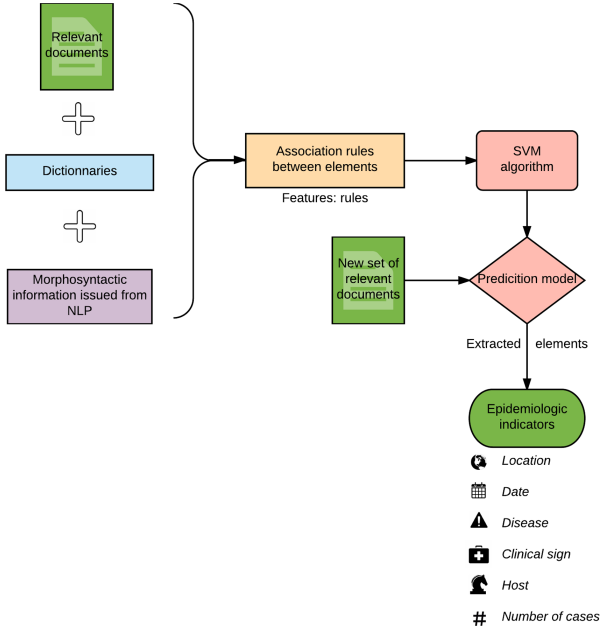 Relevant
documents
Dictionnaries
Morphosyntactic
information issued from
NLP
Association rules
between elements
Features: rules
SVM
algorithm
New set of
relevant
documents
Predicition model
Extracted elements
Epidemiologic
indicators
Location
Date
Disease
Clinical sign
Host
# Number of cases